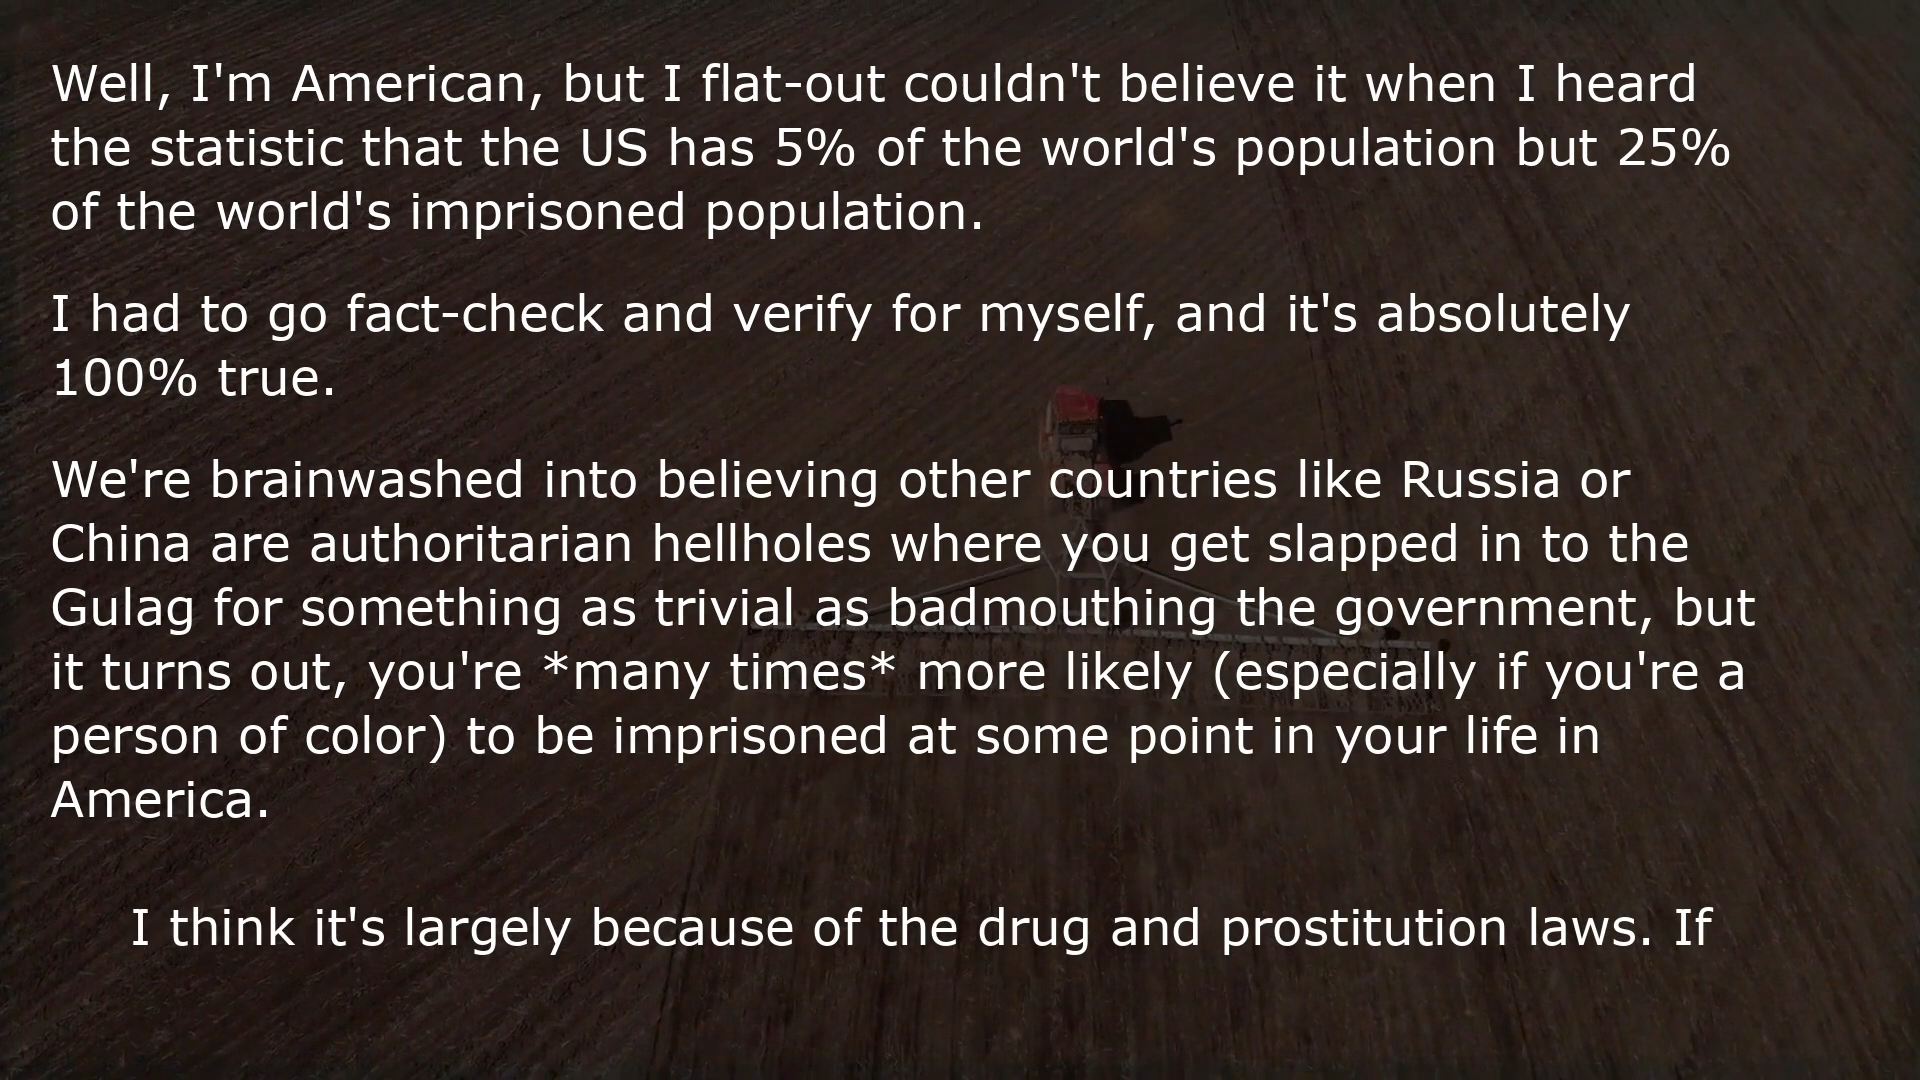 Well, I'm American, but I flat-out couldn't believe it when I heard
the statistic that the US has 5% of the world's population but 25%
of the world's imprisoned population.
I had to go fact-check and verify for myself, and it's absolutely
100% true.
We're brainwashed into believing other countries like Russia or
China are authoritarian hellholes where you get slapped in to the
Gulag for something as trivial as badmouthing the government, but
it turns out, you're *many times* more likely (especially if you're a
person of color) to be imprisoned at some point in your life in
America.
I think it's largely because of the drug and prostitution laws. If